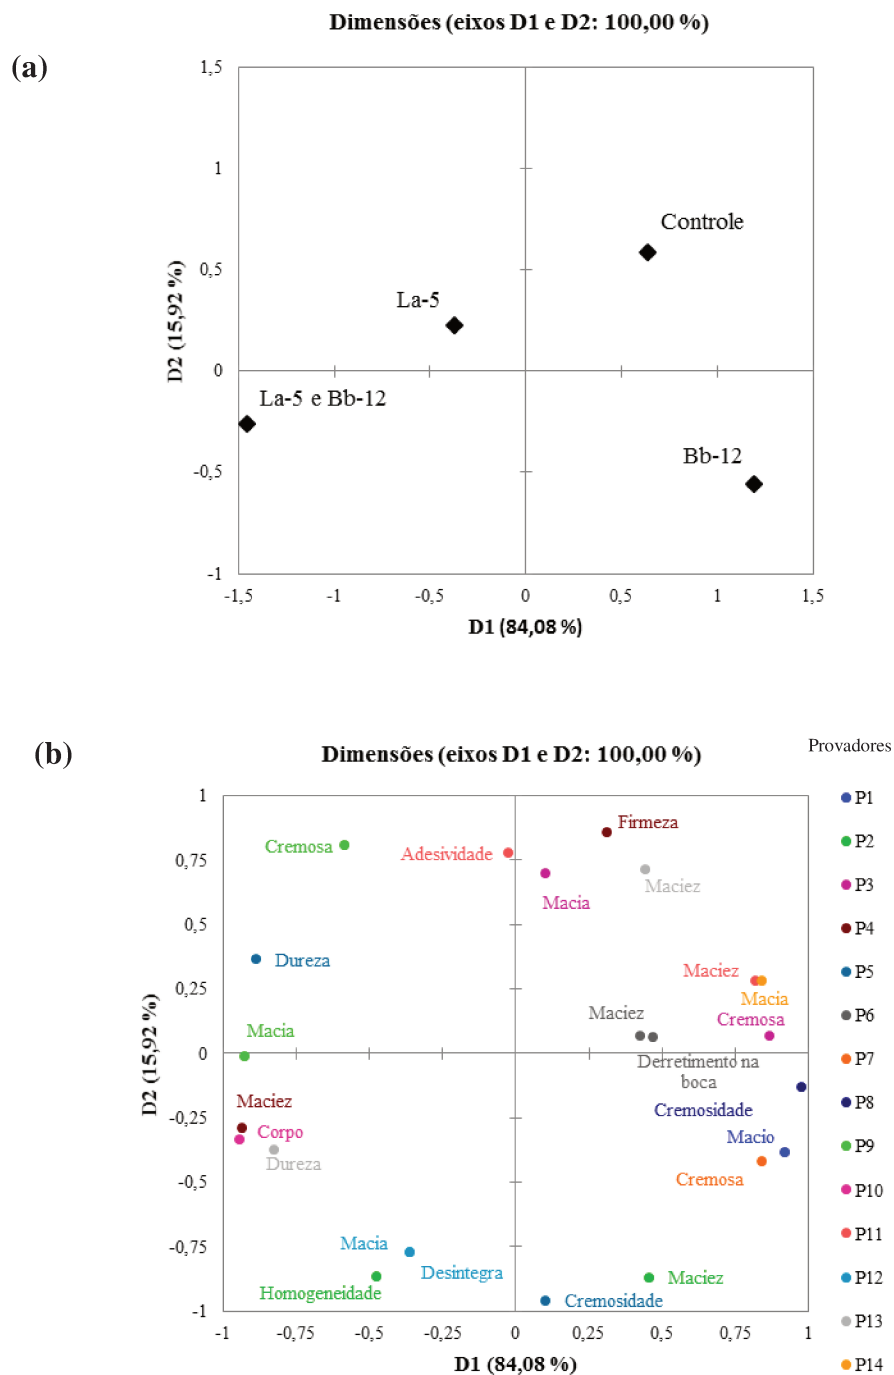 Dimensões (eixos D1 e D2: 100,00 %)
(a)
1,5
1
Controle
0,5
La-5
D2 (15,92 %)
0
La-5 e Bb-12
Bb-12
-0,5
-1
-1,5
-1
-0,5
0
0,5
1
1,5
D1 (84,08 %)
(b)
Dimensões (eixos D1 e D2: 100,00 %)
Provadores
1
Firmeza
Cremosa
Adesividade
0,75
Maciez
Macia
0,5
Dureza
Maciez
0,25
Macia
Cremosa
Maciez
Macia
D2 (15,92 %)
0
Derretimento na
boca
Maciez
Cremosidade
-0,25
Corpo
Macio
Dureza
Cremosa
-0,5
Macia
-0,75
Desintegra
Maciez
Homogeneidade
Cremosidade
-1
-1
-0,75
-0,5
-0,25
0
0,25
0,5
0,75
1
D1 (84,08 %)
P1
P2
P3
P4
P5
P6
P7
P8
P9
P10
P11
P12
P13
P14